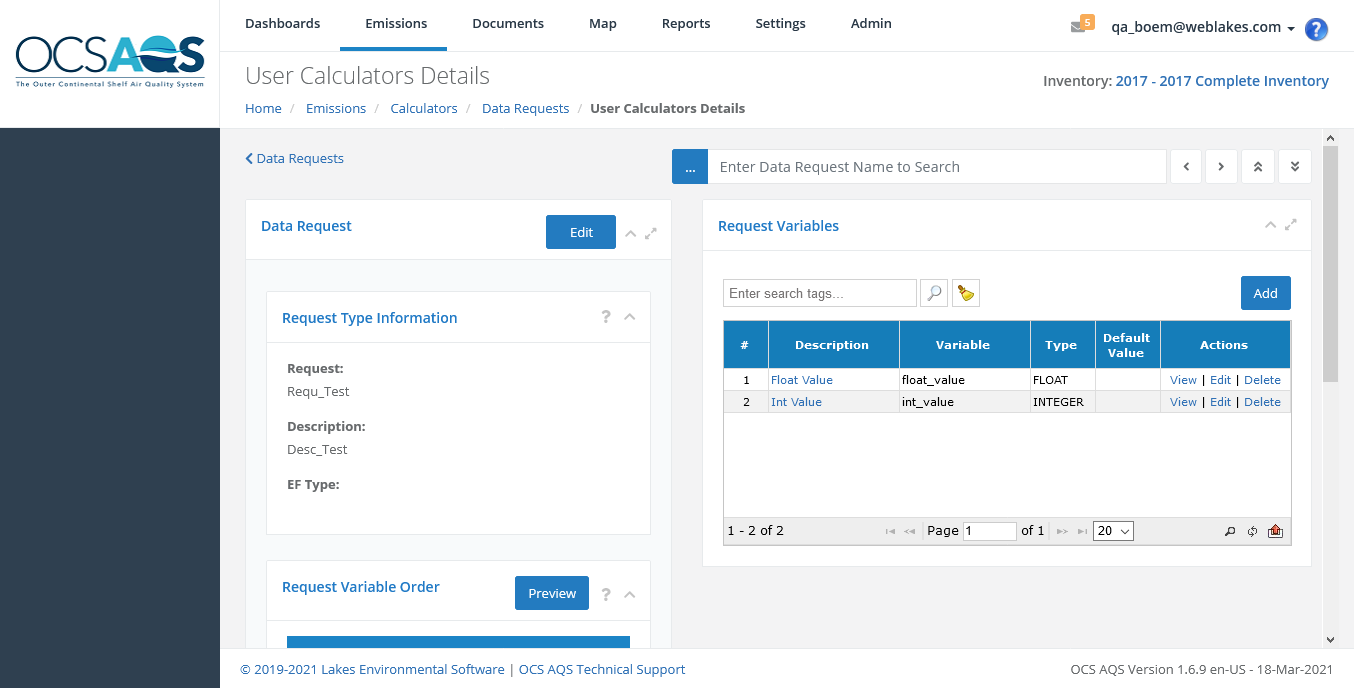 OCSAQS
The Outer Continental Shelf Air Quality System
Dashboards Emissions Documents Map Reports Settings Admin
5 qa_boem@weblakes.com ?
User Calculators Details
Inventory: 2017 - 2017 Complete Inventory
Home / Emissions / Calculators / Data Requests / User Calculators Details
Data Requests
... Enter Data Request Name to Search
Data Request Edit
Request Type Information ?
Request:
Requ_Test
Description:
Desc_Test
EF Type:
Request Variable Order Preview ?
Request Variables
Enter search tags... Add
# Description Variable Type Default Value Actions
1 Float Value float_value FLOAT View | Edit | Delete
2 Int Value int_value INTEGER View | Edit | Delete
1 - 2 of 2 Page 1 of 1 20
© 2019-2021 Lakes Environmental Software | OCS AQS Technical Support
OCS AQS Version 1.6.9 en-US - 18-Mar-2021